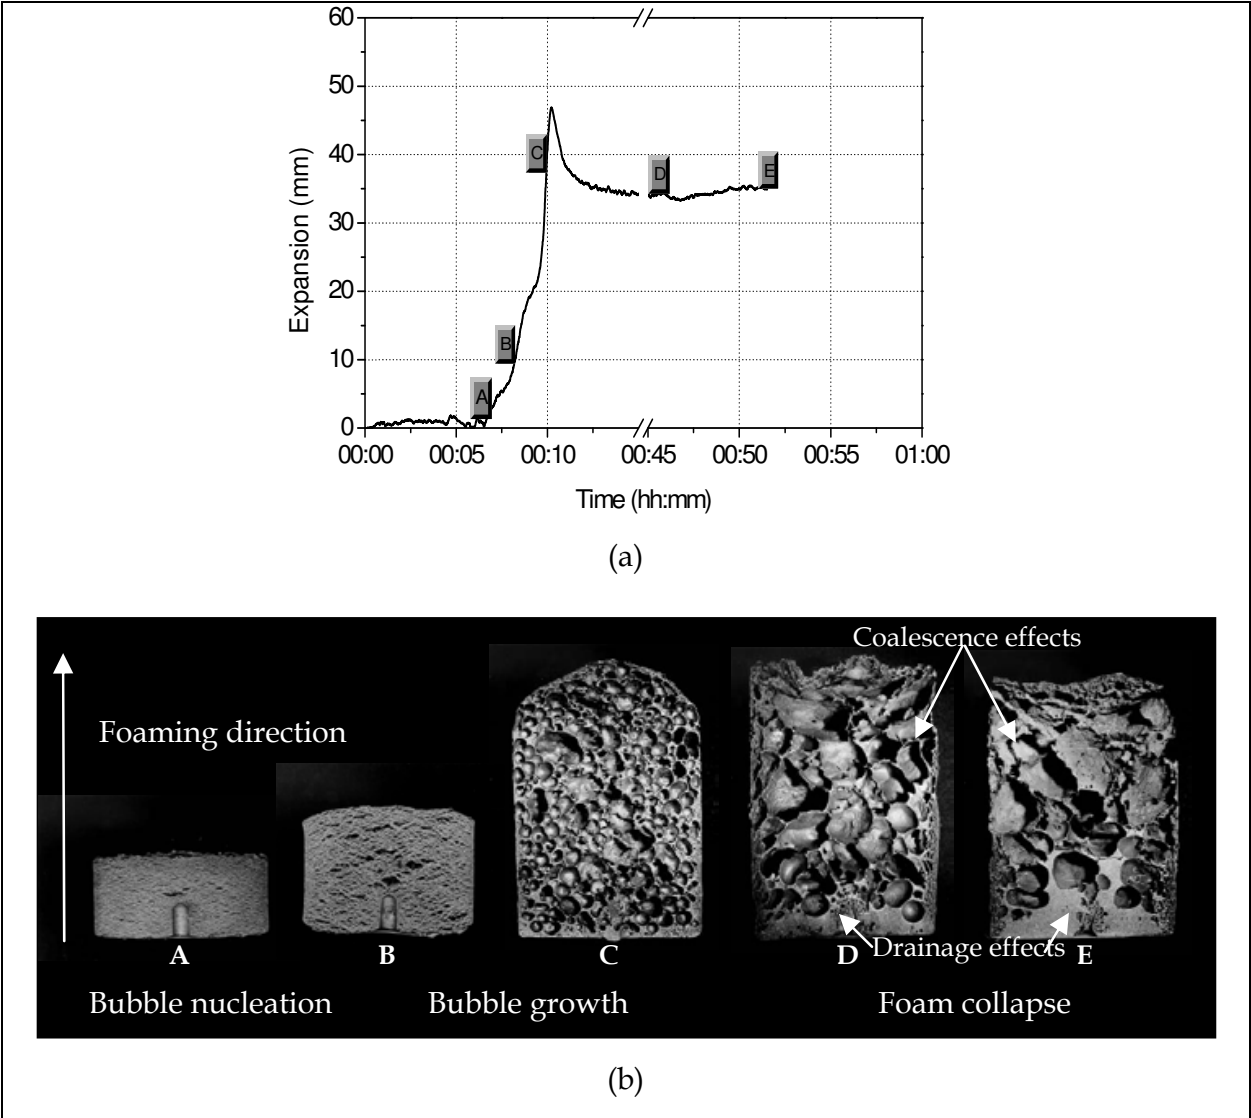 60
50
40
30
20
10
0
Expansion (mm)
A
B
C
D
E
00:00 00:05 00:10 00:45 00:50 00:55 01:00
Time (hh:mm)
(a)
Coalescence effects
Foaming direction
Drainage effects
A B C D E
Bubble nucleation Bubble growth Foam collapse
(b)